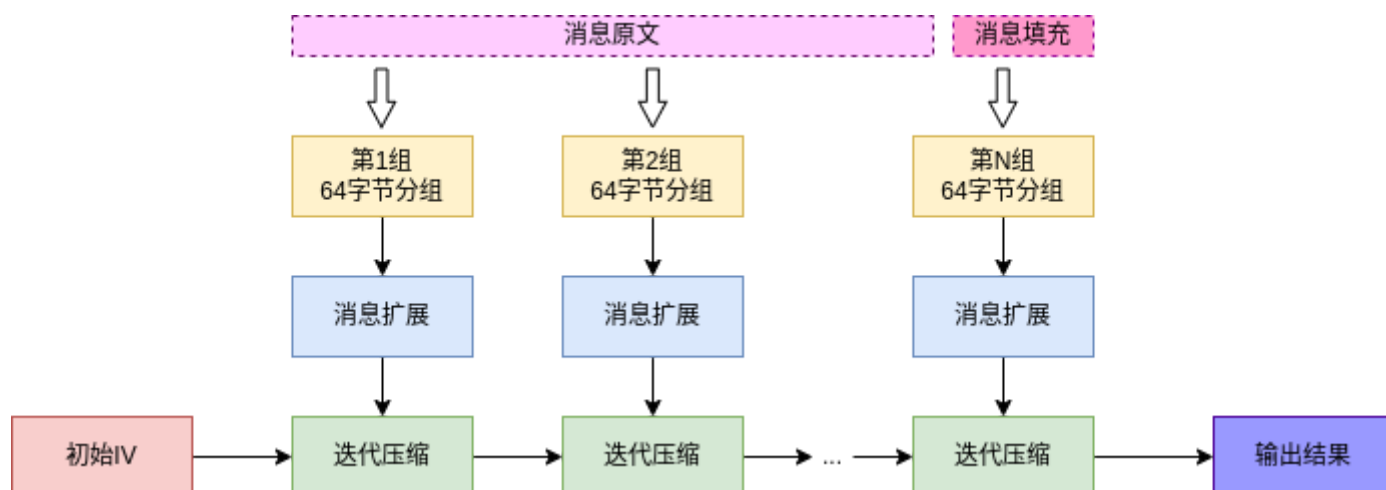 消息原文
消息填充
第1组
64字节分组
第2组
64字节分组
第N组
64字节分组
消息扩展
消息扩展
消息扩展
初始IV
迭代压缩
迭代压缩
...
迭代压缩
输出结果